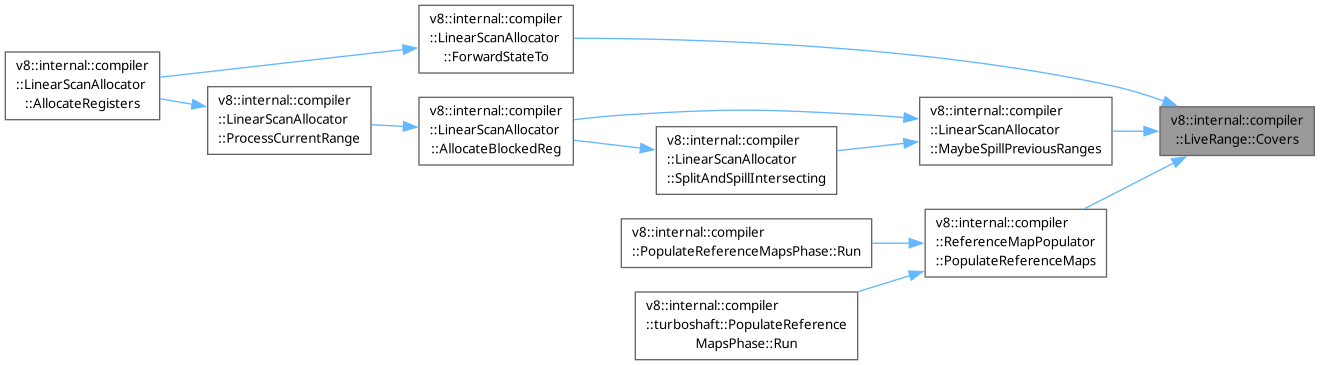 v8::internal::compiler
::LinearScanAllocator
::AllocateRegisters
v8::internal::compiler
::LinearScanAllocator
::ProcessCurrentRange
v8::internal::compiler
::LinearScanAllocator
::ForwardStateTo
v8::internal::compiler
::LinearScanAllocator
::AllocateBlockedReg
v8::internal::compiler
::LinearScanAllocator
::SplitAndSpillIntersecting
v8::internal::compiler
::LinearScanAllocator
::MaybeSpillPreviousRanges
v8::internal::compiler
::LiveRange::Covers
v8::internal::compiler
::PopulateReferenceMapsPhase::Run
v8::internal::compiler
::ReferenceMapPopulator
::PopulateReferenceMaps
v8::internal::compiler
::turboshaft::PopulateReference
MapsPhase::Run